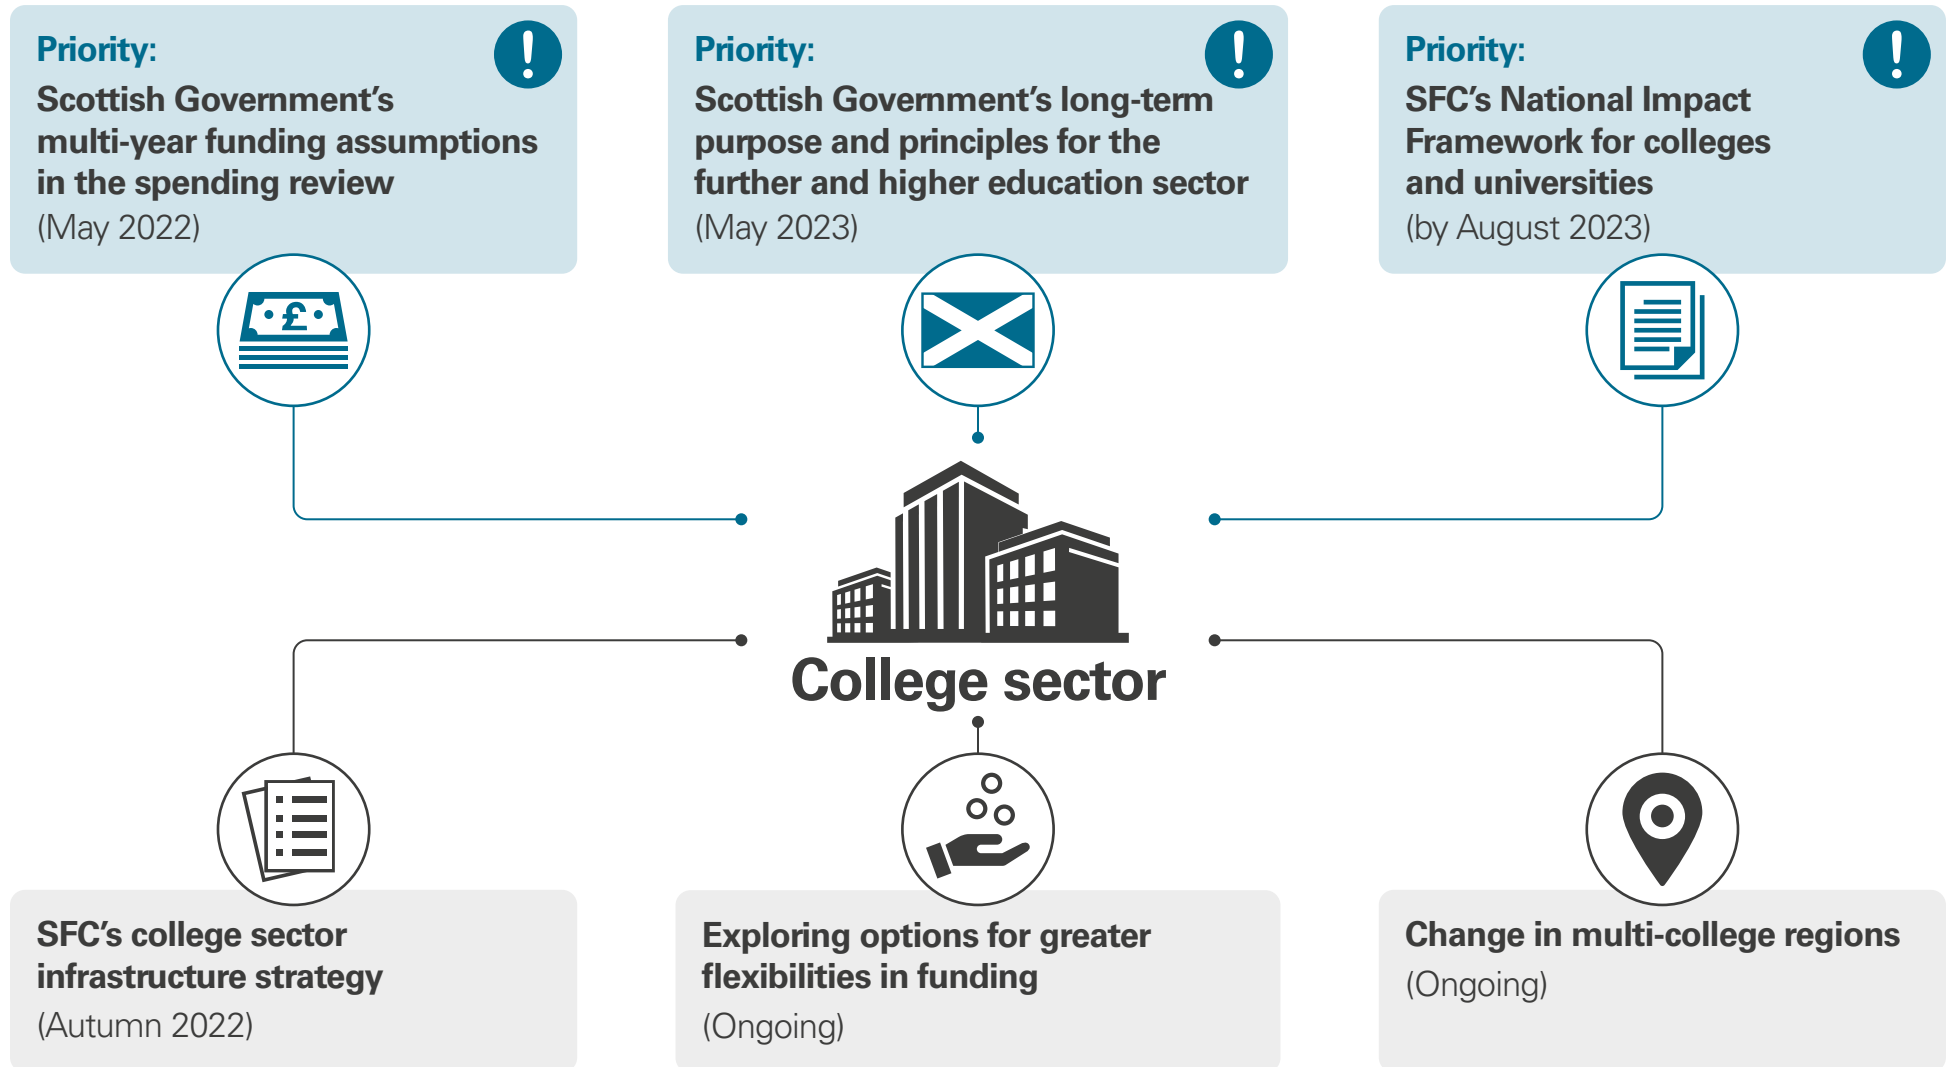 Priority:
Scottish Government’s
multi-year funding assumptions
in the spending review
(May 2022)
Priority:
Scottish Government’s long-term
purpose and principles for the
further and higher education sector
(May 2023)
Priority:
SFC’s National Impact
Framework for colleges
and universities
(by August 2023)
£
College sector
SFC’s college sector
infrastructure strategy
(Autumn 2022)
Exploring options for greater
flexibilities in funding
(Ongoing)
Change in multi-college regions
(Ongoing)